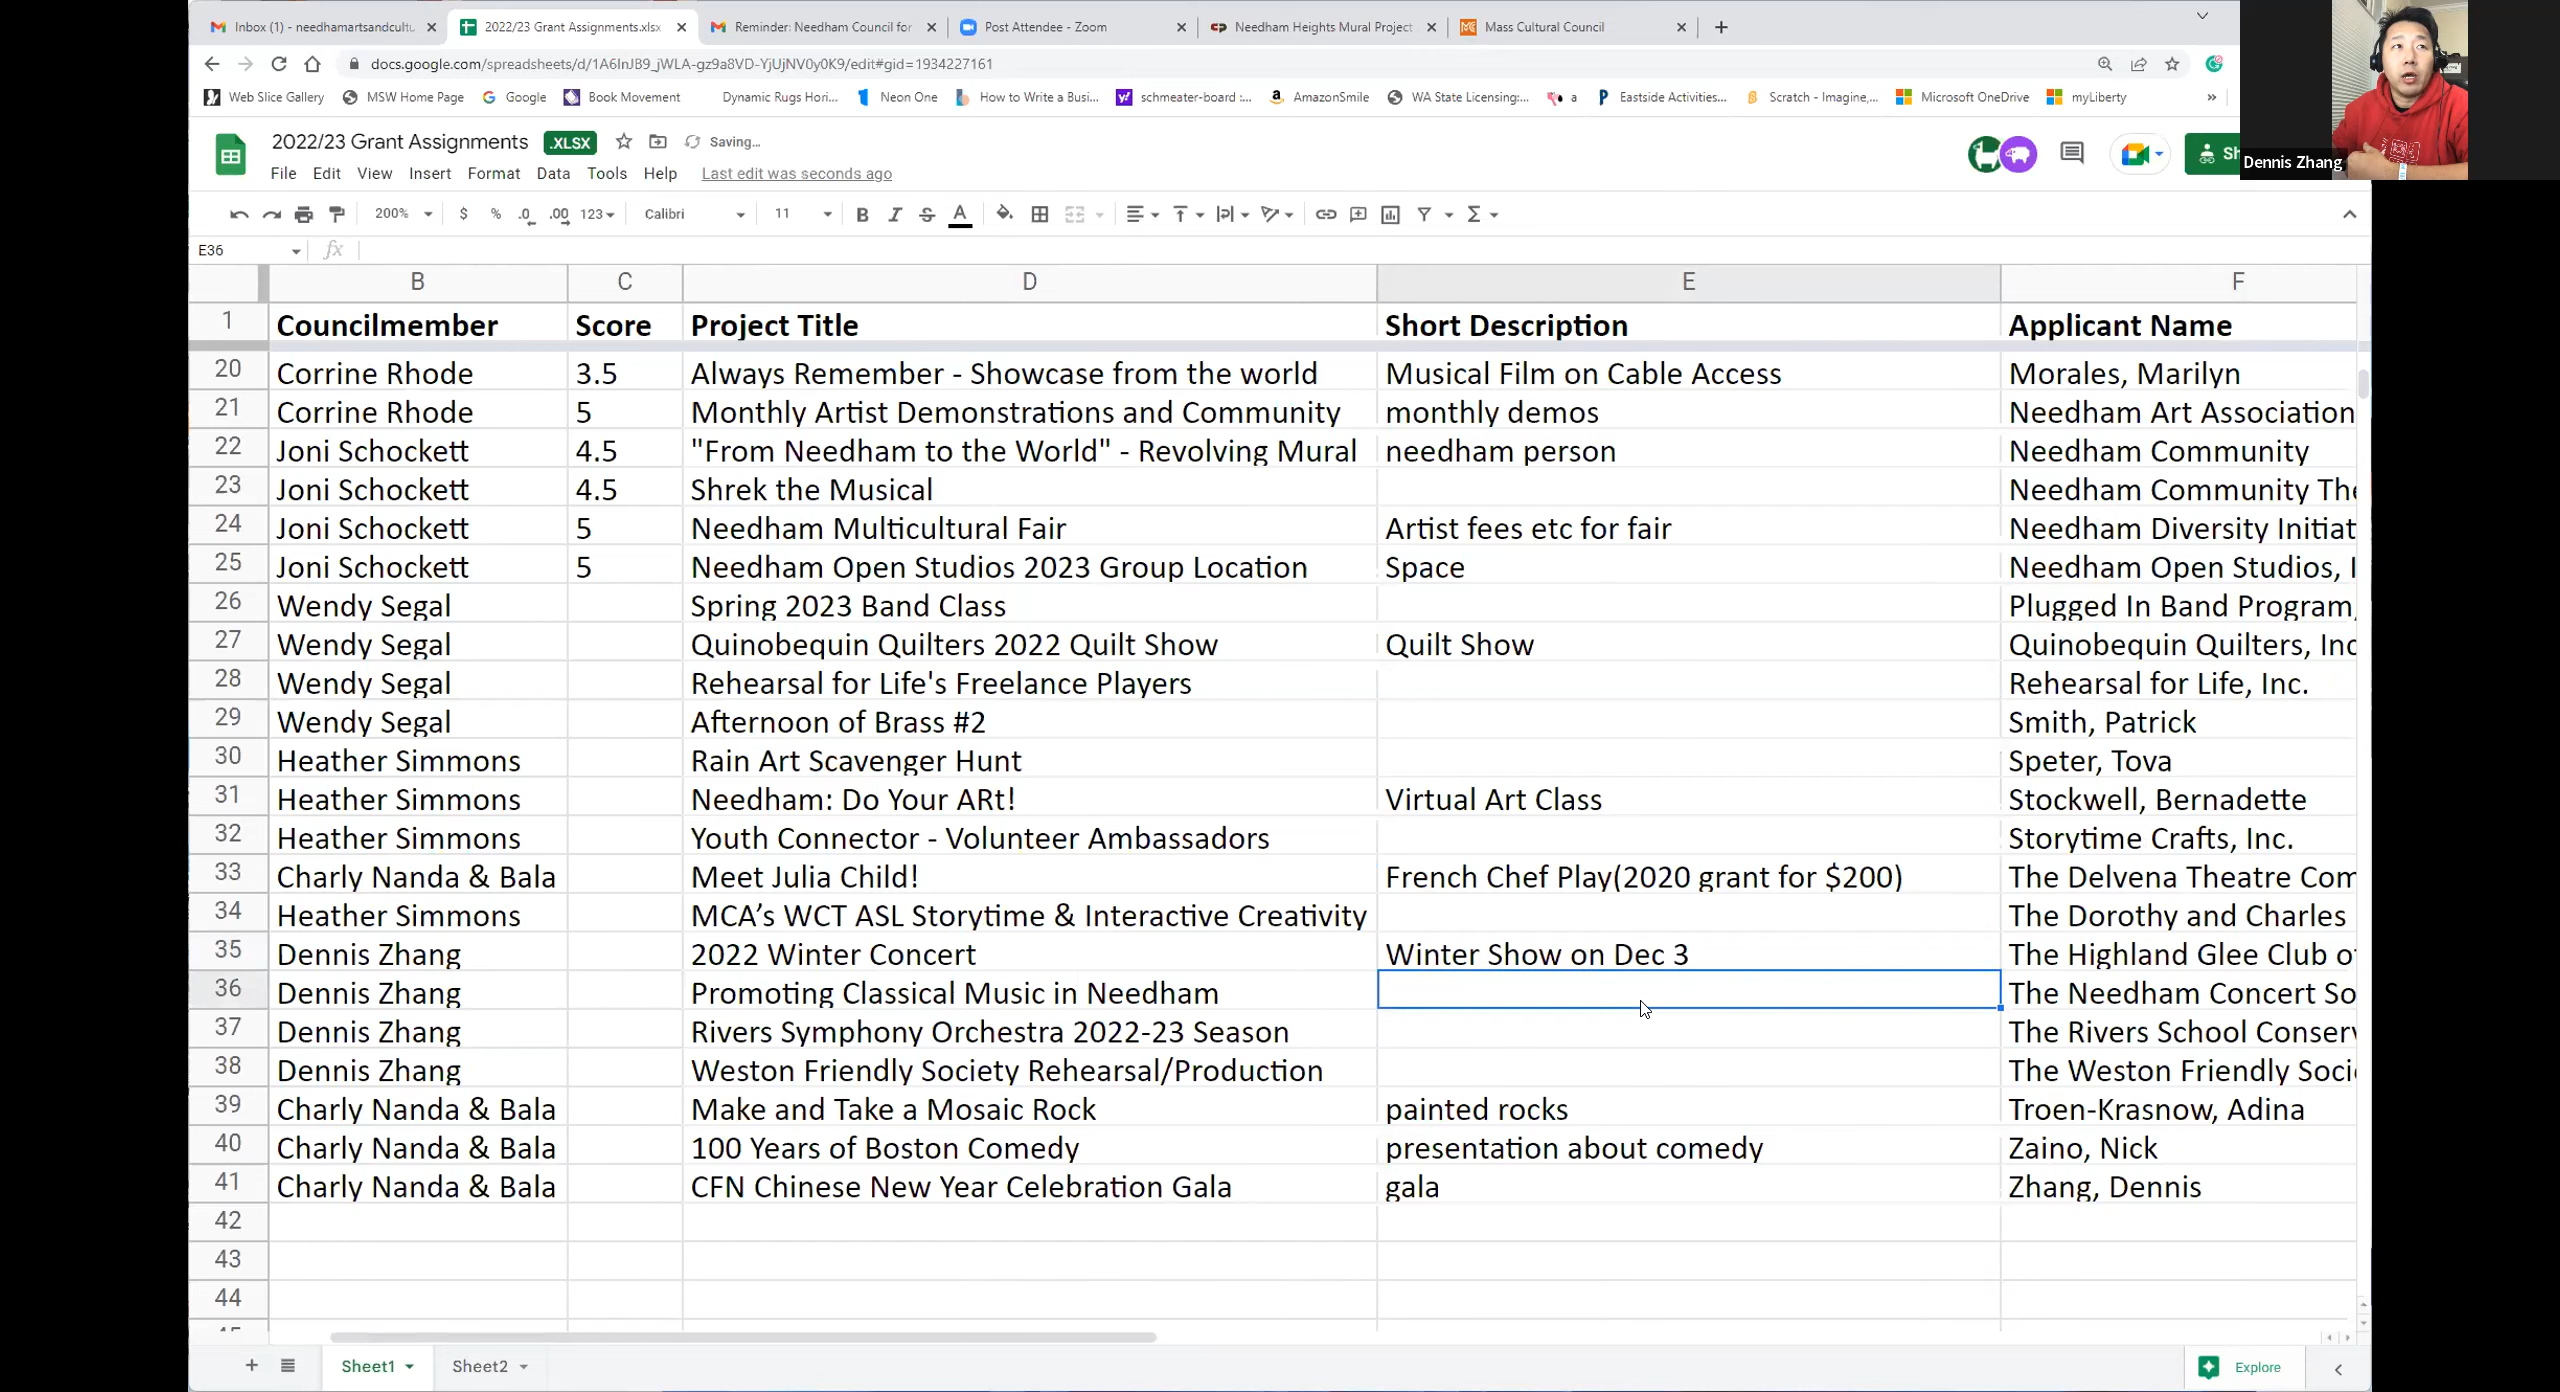 Inbox (1) - needhamartsandcultu
2022/23 Grant Assignments.xlsx
Reminder: Needham Council for
Post Attendee - Zoom
Needham Heights Mural Project
Mass Cultural Council
docs.google.com/spreadsheets/d/1A6InJB9_jWLA-gz9a8VD-YjUjNV0y0K9/edit#gid=1934227161
Web Slice Gallery
MSW Home Page
Google
Book Movement
Dynamic Rugs Hori...
Neon One
How to Write a Busi...
schmeater-board :...
AmazonSmile
WA State Licensing:...
a
Eastside Activities...
Scratch - Imagine,...
Microsoft OneDrive
myLiberty
2022/23 Grant Assignments .XLSX Saving...
File Edit View Insert Format Data Tools Help Last edit was seconds ago
Sh
Dennis Zhang
200% $ % .0 .00 123 Calibri 11
E36 fx
B C D E F
1 Councilmember Score Project Title Short Description Applicant Name
20 Corrine Rhode 3.5 Always Remember - Showcase from the world Musical Film on Cable Access Morales, Marilyn
21 Corrine Rhode 5 Monthly Artist Demonstrations and Community monthly demos Needham Art Association
22 Joni Schockett 4.5 "From Needham to the World" - Revolving Mural needham person Needham Community
23 Joni Schockett 4.5 Shrek the Musical Needham Community The
24 Joni Schockett 5 Needham Multicultural Fair Artist fees etc for fair Needham Diversity Initiat
25 Joni Schockett 5 Needham Open Studios 2023 Group Location Space Needham Open Studios, I
26 Wendy Segal Spring 2023 Band Class Plugged In Band Program,
27 Wendy Segal Quinobequin Quilters 2022 Quilt Show Quilt Show Quinobequin Quilters, Inc
28 Wendy Segal Rehearsal for Life's Freelance Players Rehearsal for Life, Inc.
29 Wendy Segal Afternoon of Brass #2 Smith, Patrick
30 Heather Simmons Rain Art Scavenger Hunt Speter, Tova
31 Heather Simmons Needham: Do Your ARt! Virtual Art Class Stockwell, Bernadette
32 Heather Simmons Youth Connector - Volunteer Ambassadors Storytime Crafts, Inc.
33 Charly Nanda & Bala Meet Julia Child! French Chef Play(2020 grant for $200) The Delvena Theatre Com
34 Heather Simmons MCA’s WCT ASL Storytime & Interactive Creativity The Dorothy and Charles
35 Dennis Zhang 2022 Winter Concert Winter Show on Dec 3 The Highland Glee Club of
36 Dennis Zhang Promoting Classical Music in Needham The Needham Concert So
37 Dennis Zhang Rivers Symphony Orchestra 2022-23 Season The Rivers School Conserv
38 Dennis Zhang Weston Friendly Society Rehearsal/Production The Weston Friendly Soci
39 Charly Nanda & Bala Make and Take a Mosaic Rock painted rocks Troen-Krasnow, Adina
40 Charly Nanda & Bala 100 Years of Boston Comedy presentation about comedy Zaino, Nick
41 Charly Nanda & Bala CFN Chinese New Year Celebration Gala gala Zhang, Dennis
42
43
44
Sheet1 Sheet2 Explore